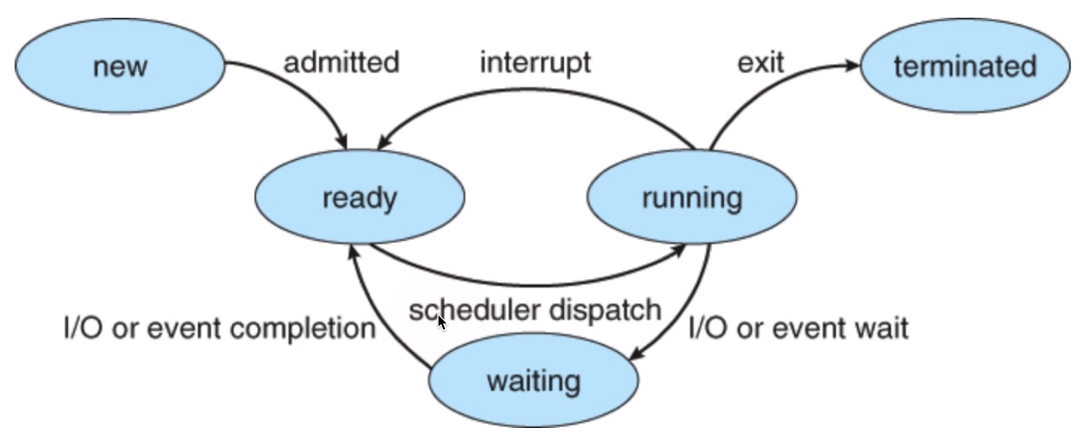 new
admitted
interrupt
exit
terminated
ready
running
scheduler dispatch
I/O or event completion
I/O or event wait
waiting